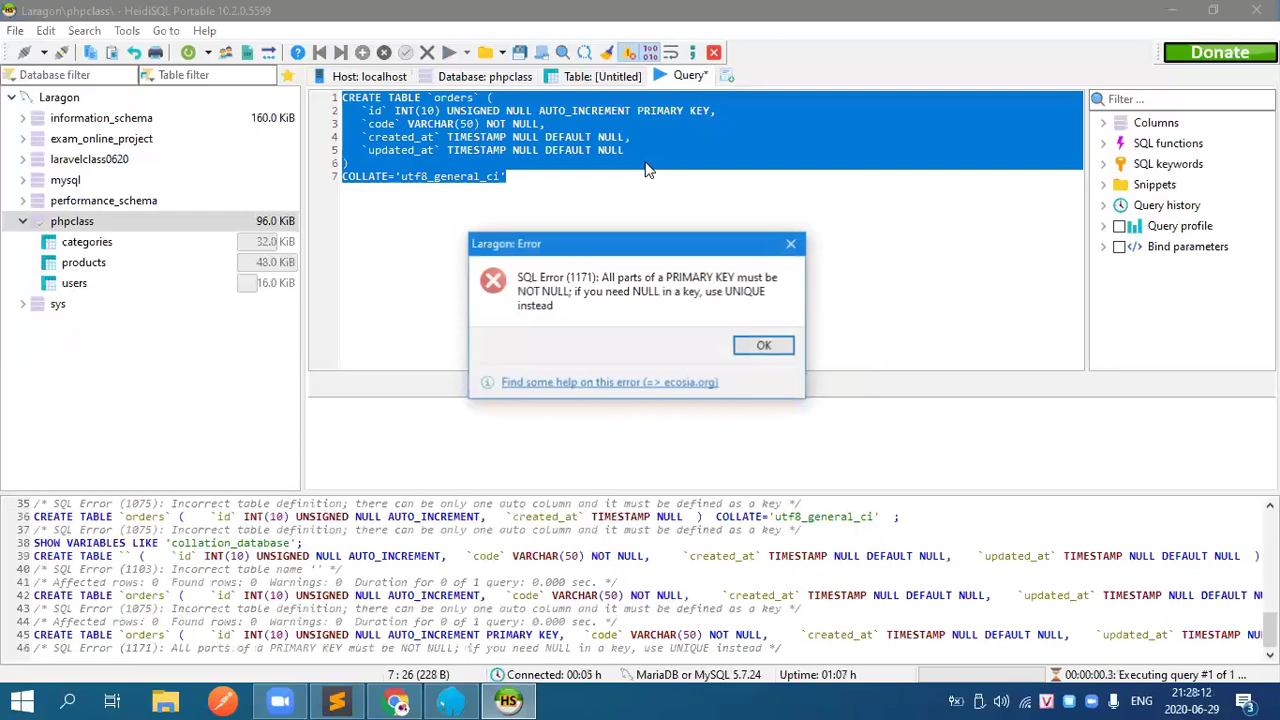 Laragon\phpclass\ - HeidiSQL Portable 10.2.0.5599
File Edit Search Tools Go to Help
Donate
Database filter
Table filter
Host: localhost
Database: phpclass
Table: [Untitled]
Query*
Laragon
information_schema 160.0 KiB
exam_online_project
laravelclass0620
mysql
performance_schema
phpclass 96.0 KiB
categories 32.0 KiB
products 48.0 KiB
users 16.0 KiB
sys
1 CREATE TABLE `orders` (
2 `id` INT(10) UNSIGNED NULL AUTO_INCREMENT PRIMARY KEY,
3 `code` VARCHAR(50) NOT NULL,
4 `created_at` TIMESTAMP NULL DEFAULT NULL,
5 `updated_at` TIMESTAMP NULL DEFAULT NULL
6 )
7 COLLATE='utf8_general_ci'
Filter ...
Columns
SQL functions
SQL keywords
Snippets
Query history
Query profile
Bind parameters
Laragon: Error
SQL Error (1171): All parts of a PRIMARY KEY must be
NOT NULL; if you need NULL in a key, use UNIQUE
instead
OK
Find some help on this error (=> ecosia.org)
35 /* SQL Error (1075): Incorrect table definition; there can be only one auto column and it must be defined as a key */
36 CREATE TABLE `orders` ( `id` INT(10) UNSIGNED NULL AUTO_INCREMENT, `created_at` TIMESTAMP NULL ) COLLATE='utf8_general_ci' ;
37 /* SQL Error (1075): Incorrect table definition; there can be only one auto column and it must be defined as a key */
38 SHOW VARIABLES LIKE 'collation_database';
39 CREATE TABLE `` ( `id` INT(10) UNSIGNED NULL AUTO_INCREMENT, `code` VARCHAR(50) NOT NULL, `created_at` TIMESTAMP NULL DEFAULT NULL, `updated_at` TIMESTAMP NULL DEFAULT NULL )
40 /* SQL Error (1103): Incorrect table name '' */
41 /* Affected rows: 0 Found rows: 0 Warnings: 0 Duration for 0 of 1 query: 0.000 sec. */
42 CREATE TABLE `orders` ( `id` INT(10) UNSIGNED NULL AUTO_INCREMENT, `code` VARCHAR(50) NOT NULL, `created_at` TIMESTAMP NULL DEFAULT NULL, `updated_at` TIMESTAMP NULL DEFAULT NU
43 /* SQL Error (1075): Incorrect table definition; there can be only one auto column and it must be defined as a key */
44 /* Affected rows: 0 Found rows: 0 Warnings: 0 Duration for 0 of 1 query: 0.000 sec. */
45 CREATE TABLE `orders` ( `id` INT(10) UNSIGNED NULL AUTO_INCREMENT PRIMARY KEY, `code` VARCHAR(50) NOT NULL, `created_at` TIMESTAMP NULL DEFAULT NULL, `updated_at` TIMESTAMP NULL
46 /* SQL Error (1171): All parts of a PRIMARY KEY must be NOT NULL; if you need NULL in a key, use UNIQUE instead */
7 : 26 (228 B)
Connected: 00:05 h
MariaDB or MySQL 5.7.24
Uptime: 01:07 h
00:00:00.3: Executing query #1 of 1
HS
ENG
21:28:12
2020-06-29
3